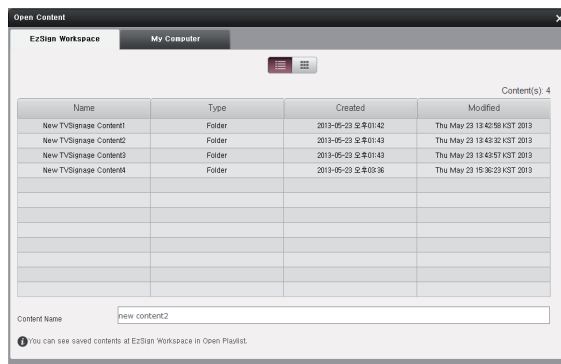 Open Content
EzSign Workspace My Computer
Content(s): 4
Name Type Created Modified
New TVSignage Content1 Folder 2013-05-23 오후01:42 Thu May 23 13:42:58 KST 2013
New TVSignage Content2 Folder 2013-05-23 오후01:43 Thu May 23 13:43:32 KST 2013
New TVSignage Content3 Folder 2013-05-23 오후01:43 Thu May 23 13:43:57 KST 2013
New TVSignage Content4 Folder 2013-05-23 오후03:36 Thu May 23 15:36:23 KST 2013
Content Name new content2
You can see saved contents at EzSign Workspace in Open Playlist.